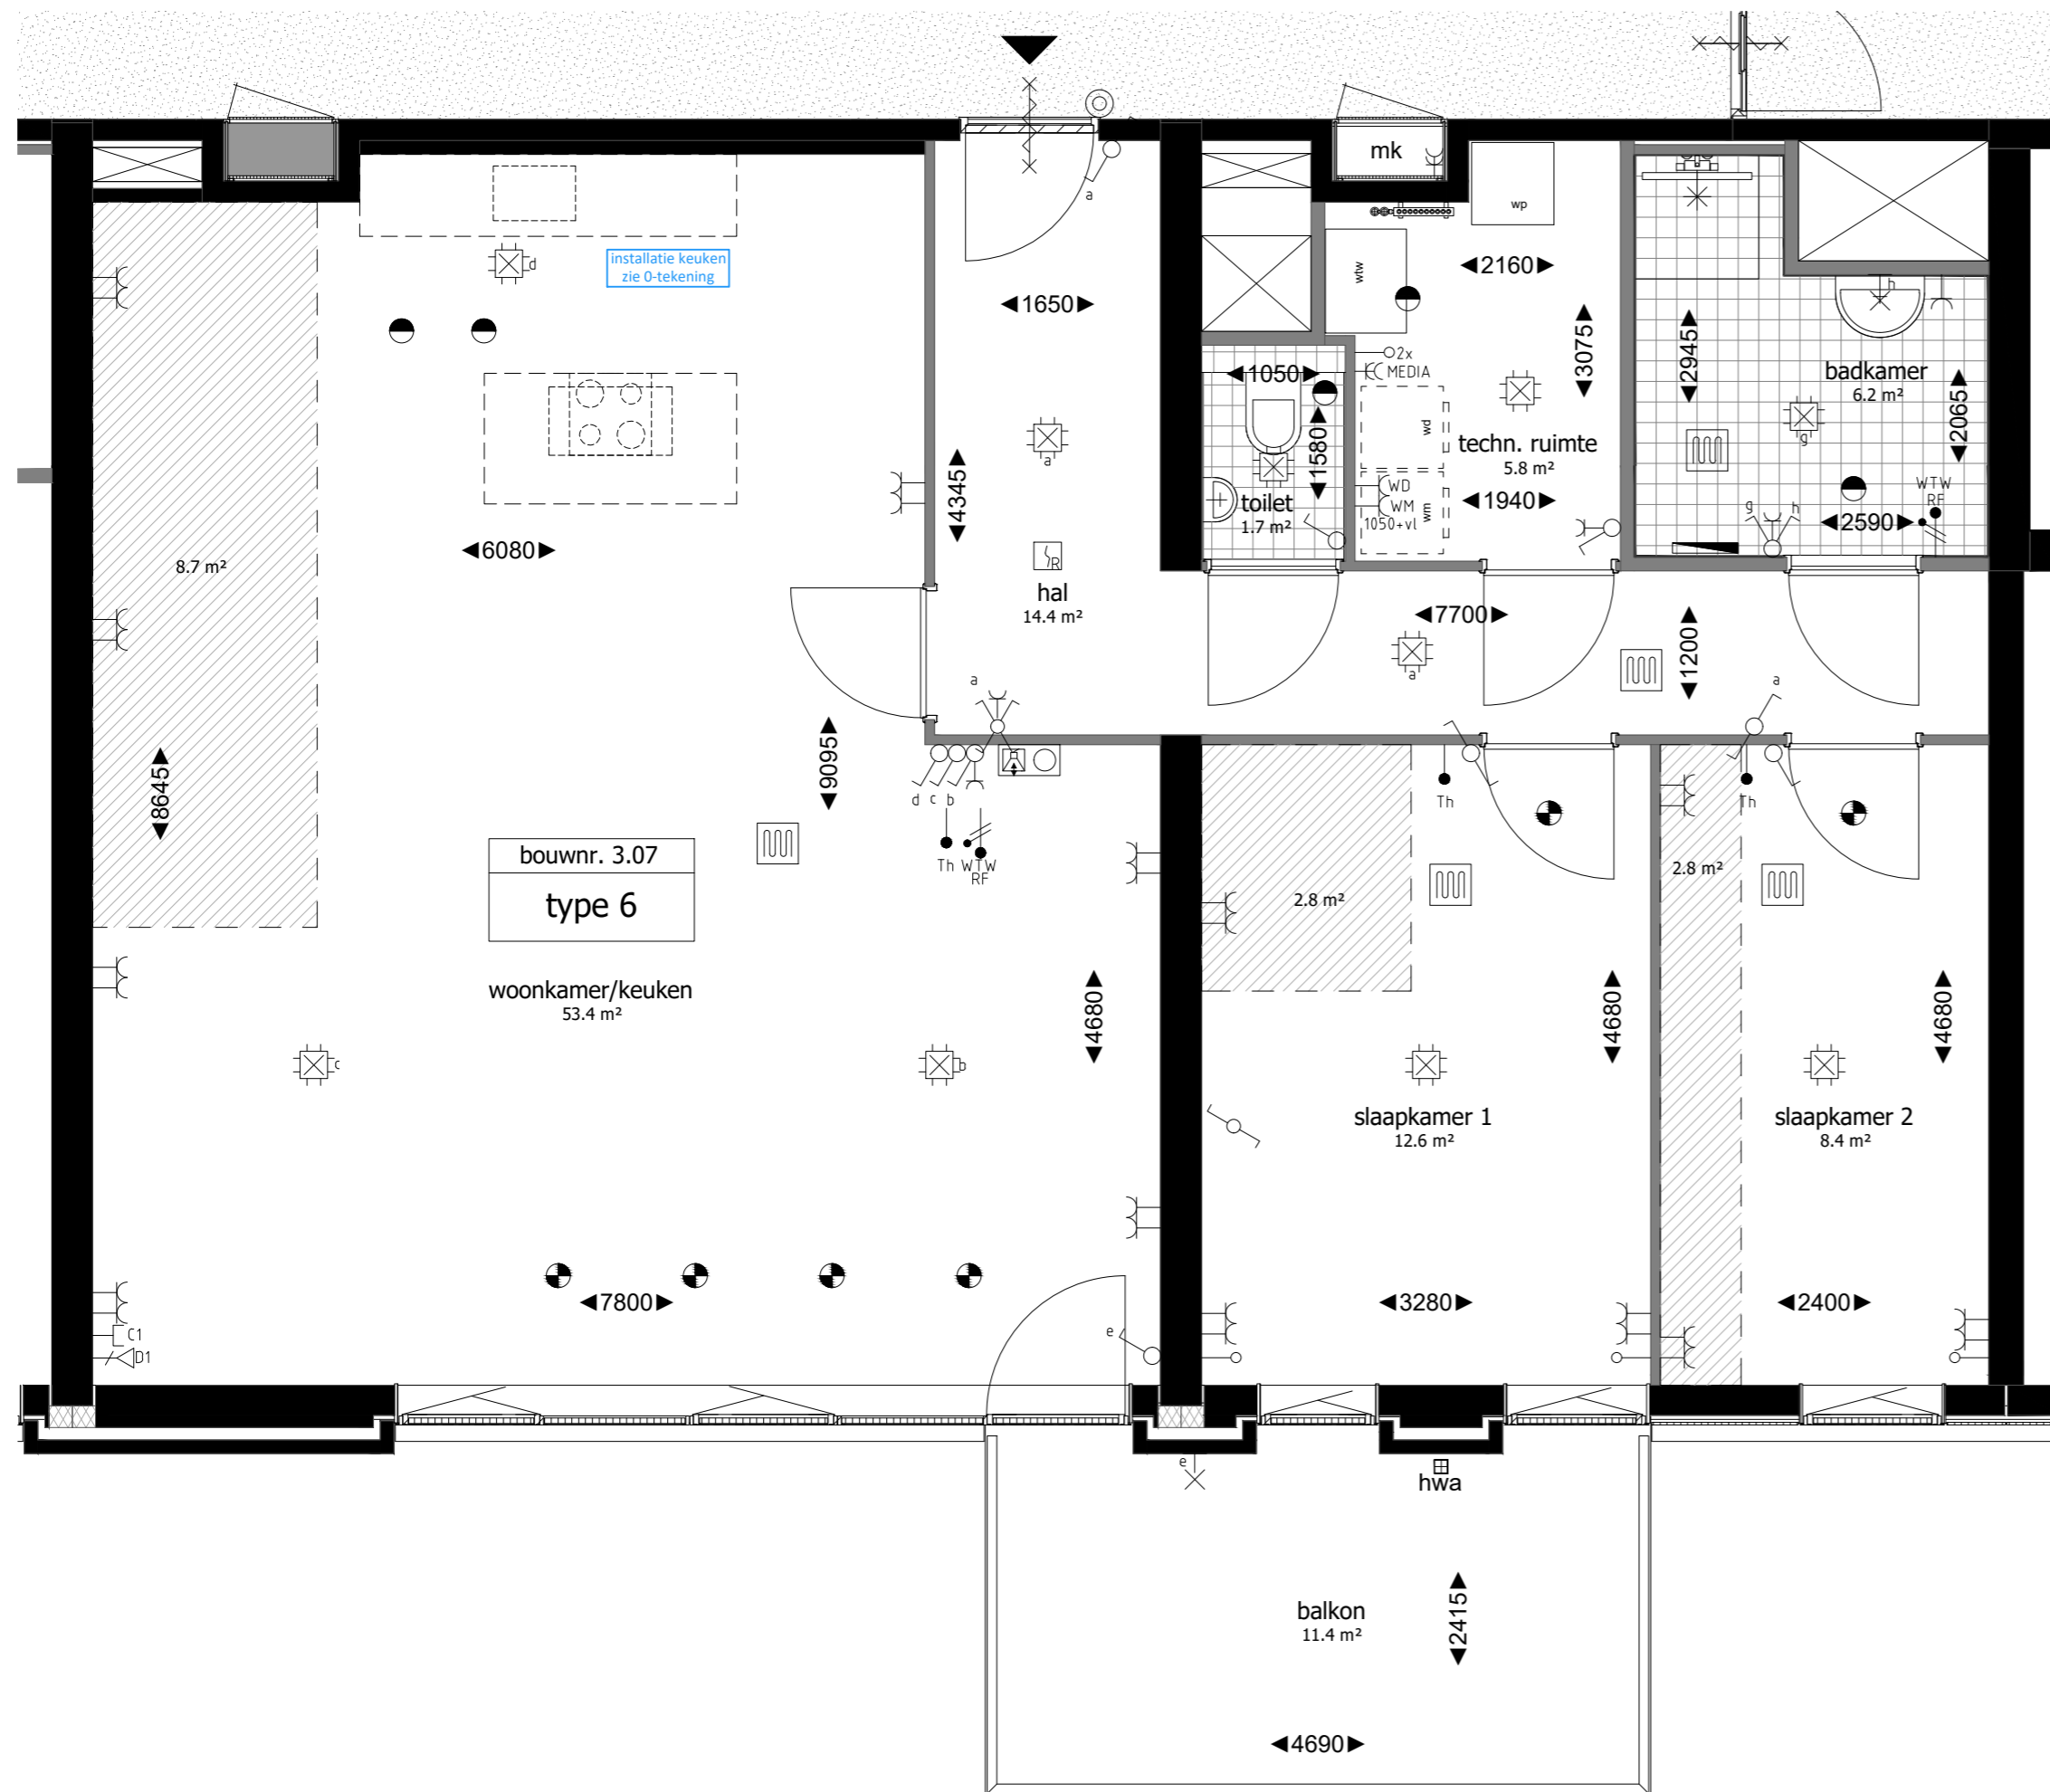 mk
a
wp
d
installatie keuken
zie 0-tekening
wtw
2160
h
1650
2x
MEDIA
3075
2945
1050
badkamer
6.2 m²
2065
wd
1580
techn. ruimte
5.8 m²
a
g
4345
WD
WM
1050+vl
wm
1940
toilet
1.7 m²
WTW
RF
g
h
2590
6080
8.7 m²
R
hal
14.4 m²
7700
1200
a
a
a
9095
8645
d
c
b
Th
WTW
RF
Th
Th
bouwnr. 3.07
type 6
2.8 m²
2.8 m²
woonkamer/keuken
53.4 m²
4680
4680
4680
c
b
slaapkamer 1
12.6 m²
slaapkamer 2
8.4 m²
7800
3280
2400
C1
D1
e
e
hwa
balkon
11.4 m²
2415
4690